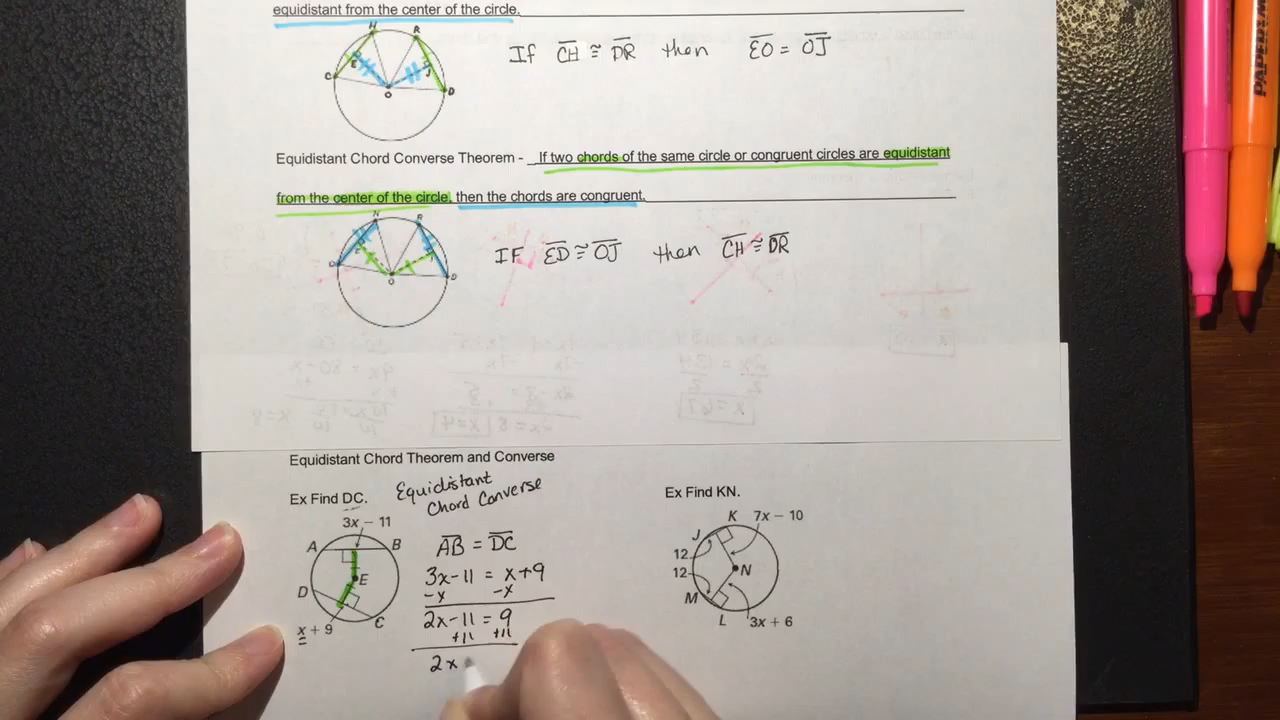 equidistant from the center of the circle.
H R
E J
C O D
If CH ≅ DR then EO = OJ
Equidistant Chord Converse Theorem - If two chords of the same circle or congruent circles are equidistant
from the center of the circle, then the chords are congruent.
R
O D
IF ED ≅ OJ then CH ≅ DR
PAPERM
Equidistant Chord Theorem and Converse
Ex Find DC.
Equidistant
Chord Converse
3x - 11
A B
E
D
C
x + 9
AB = DC
3x-11 = x+9
-x -x
2x-11 = 9
+11 +11
2x
Ex Find KN.
K 7x - 10
J
12
12
N
M
L 3x + 6